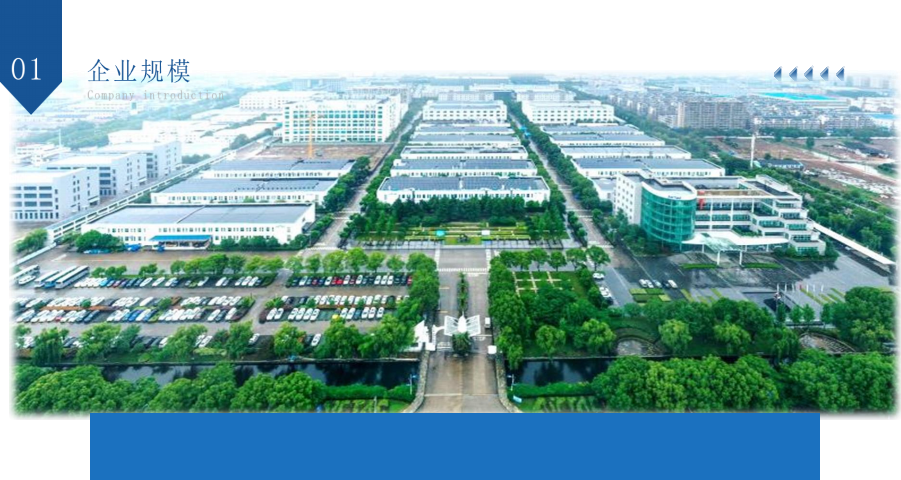 01
企业规模
Company introduction